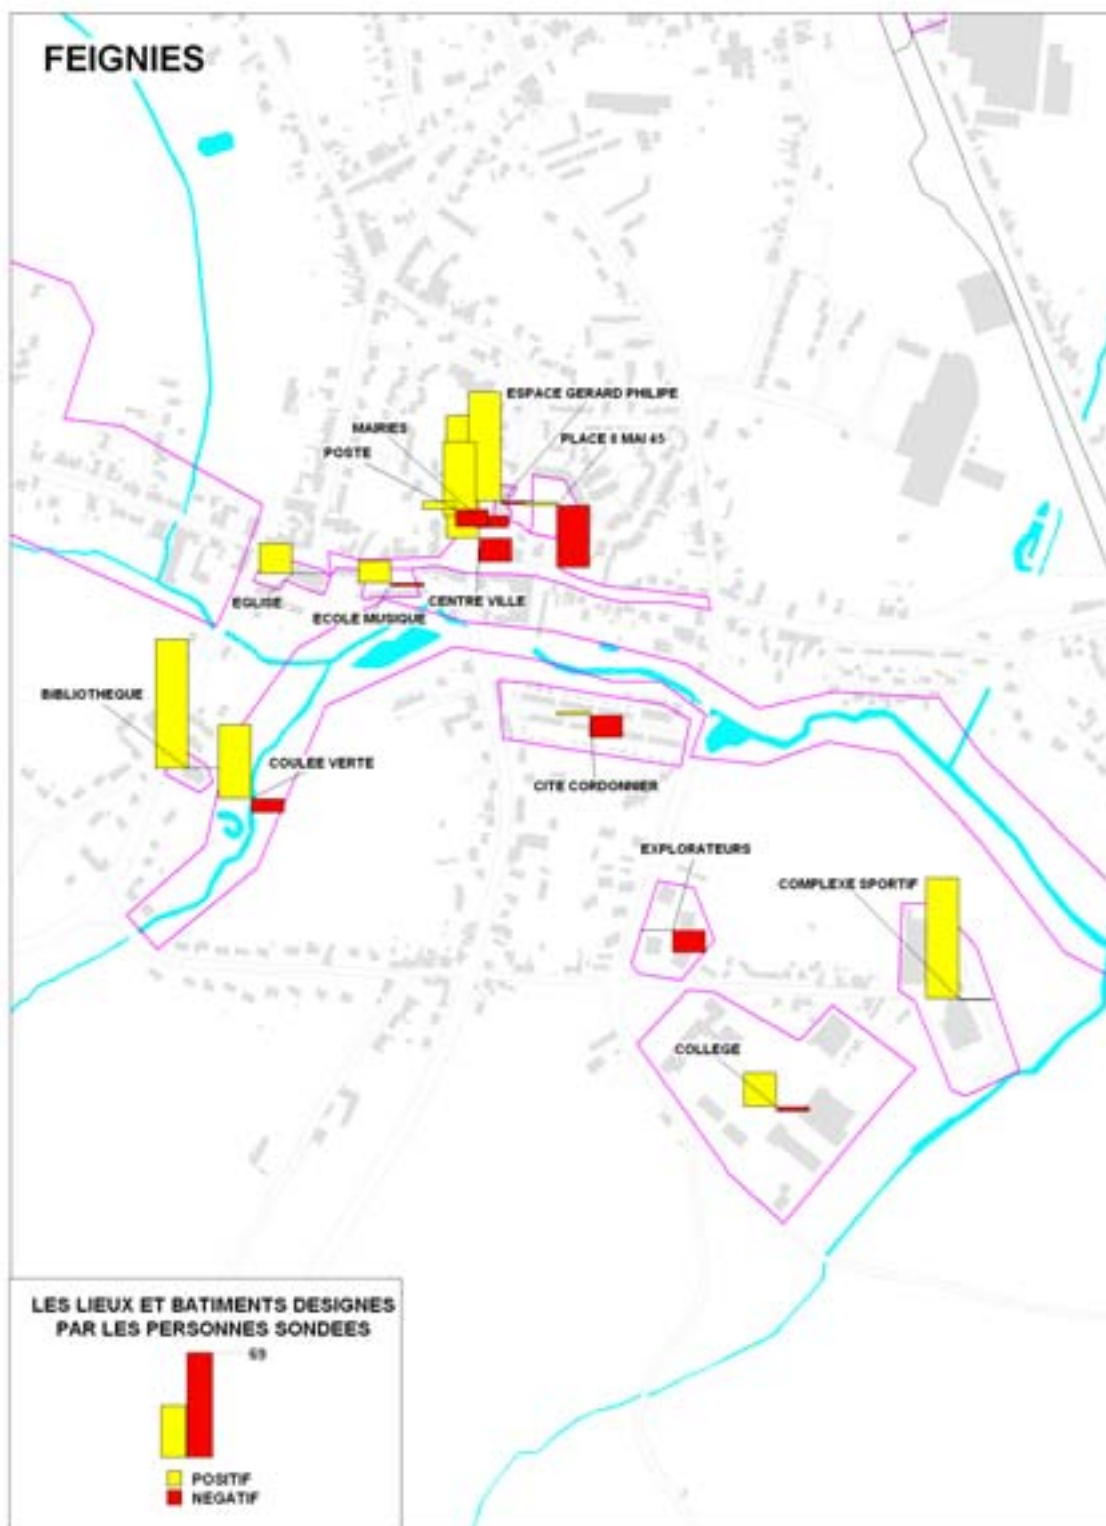 FEIGNIES
ESPACE GERARD PHILIPE
MAIRIES
PLACE 8 MAI 45
POSTE
EGLISE
CENTRE VILLE
ECOLE MUSIQUE
BIBLIOTHEQUE
COULEE VERTE
CITE CORDONNIER
EXPLORATEURS
COMPLEXE SPORTIF
COLLEGE
LES LIEUX ET BATIMENTS DESIGNES
PAR LES PERSONNES SONDEES
69
POSITIF
NEGATIF